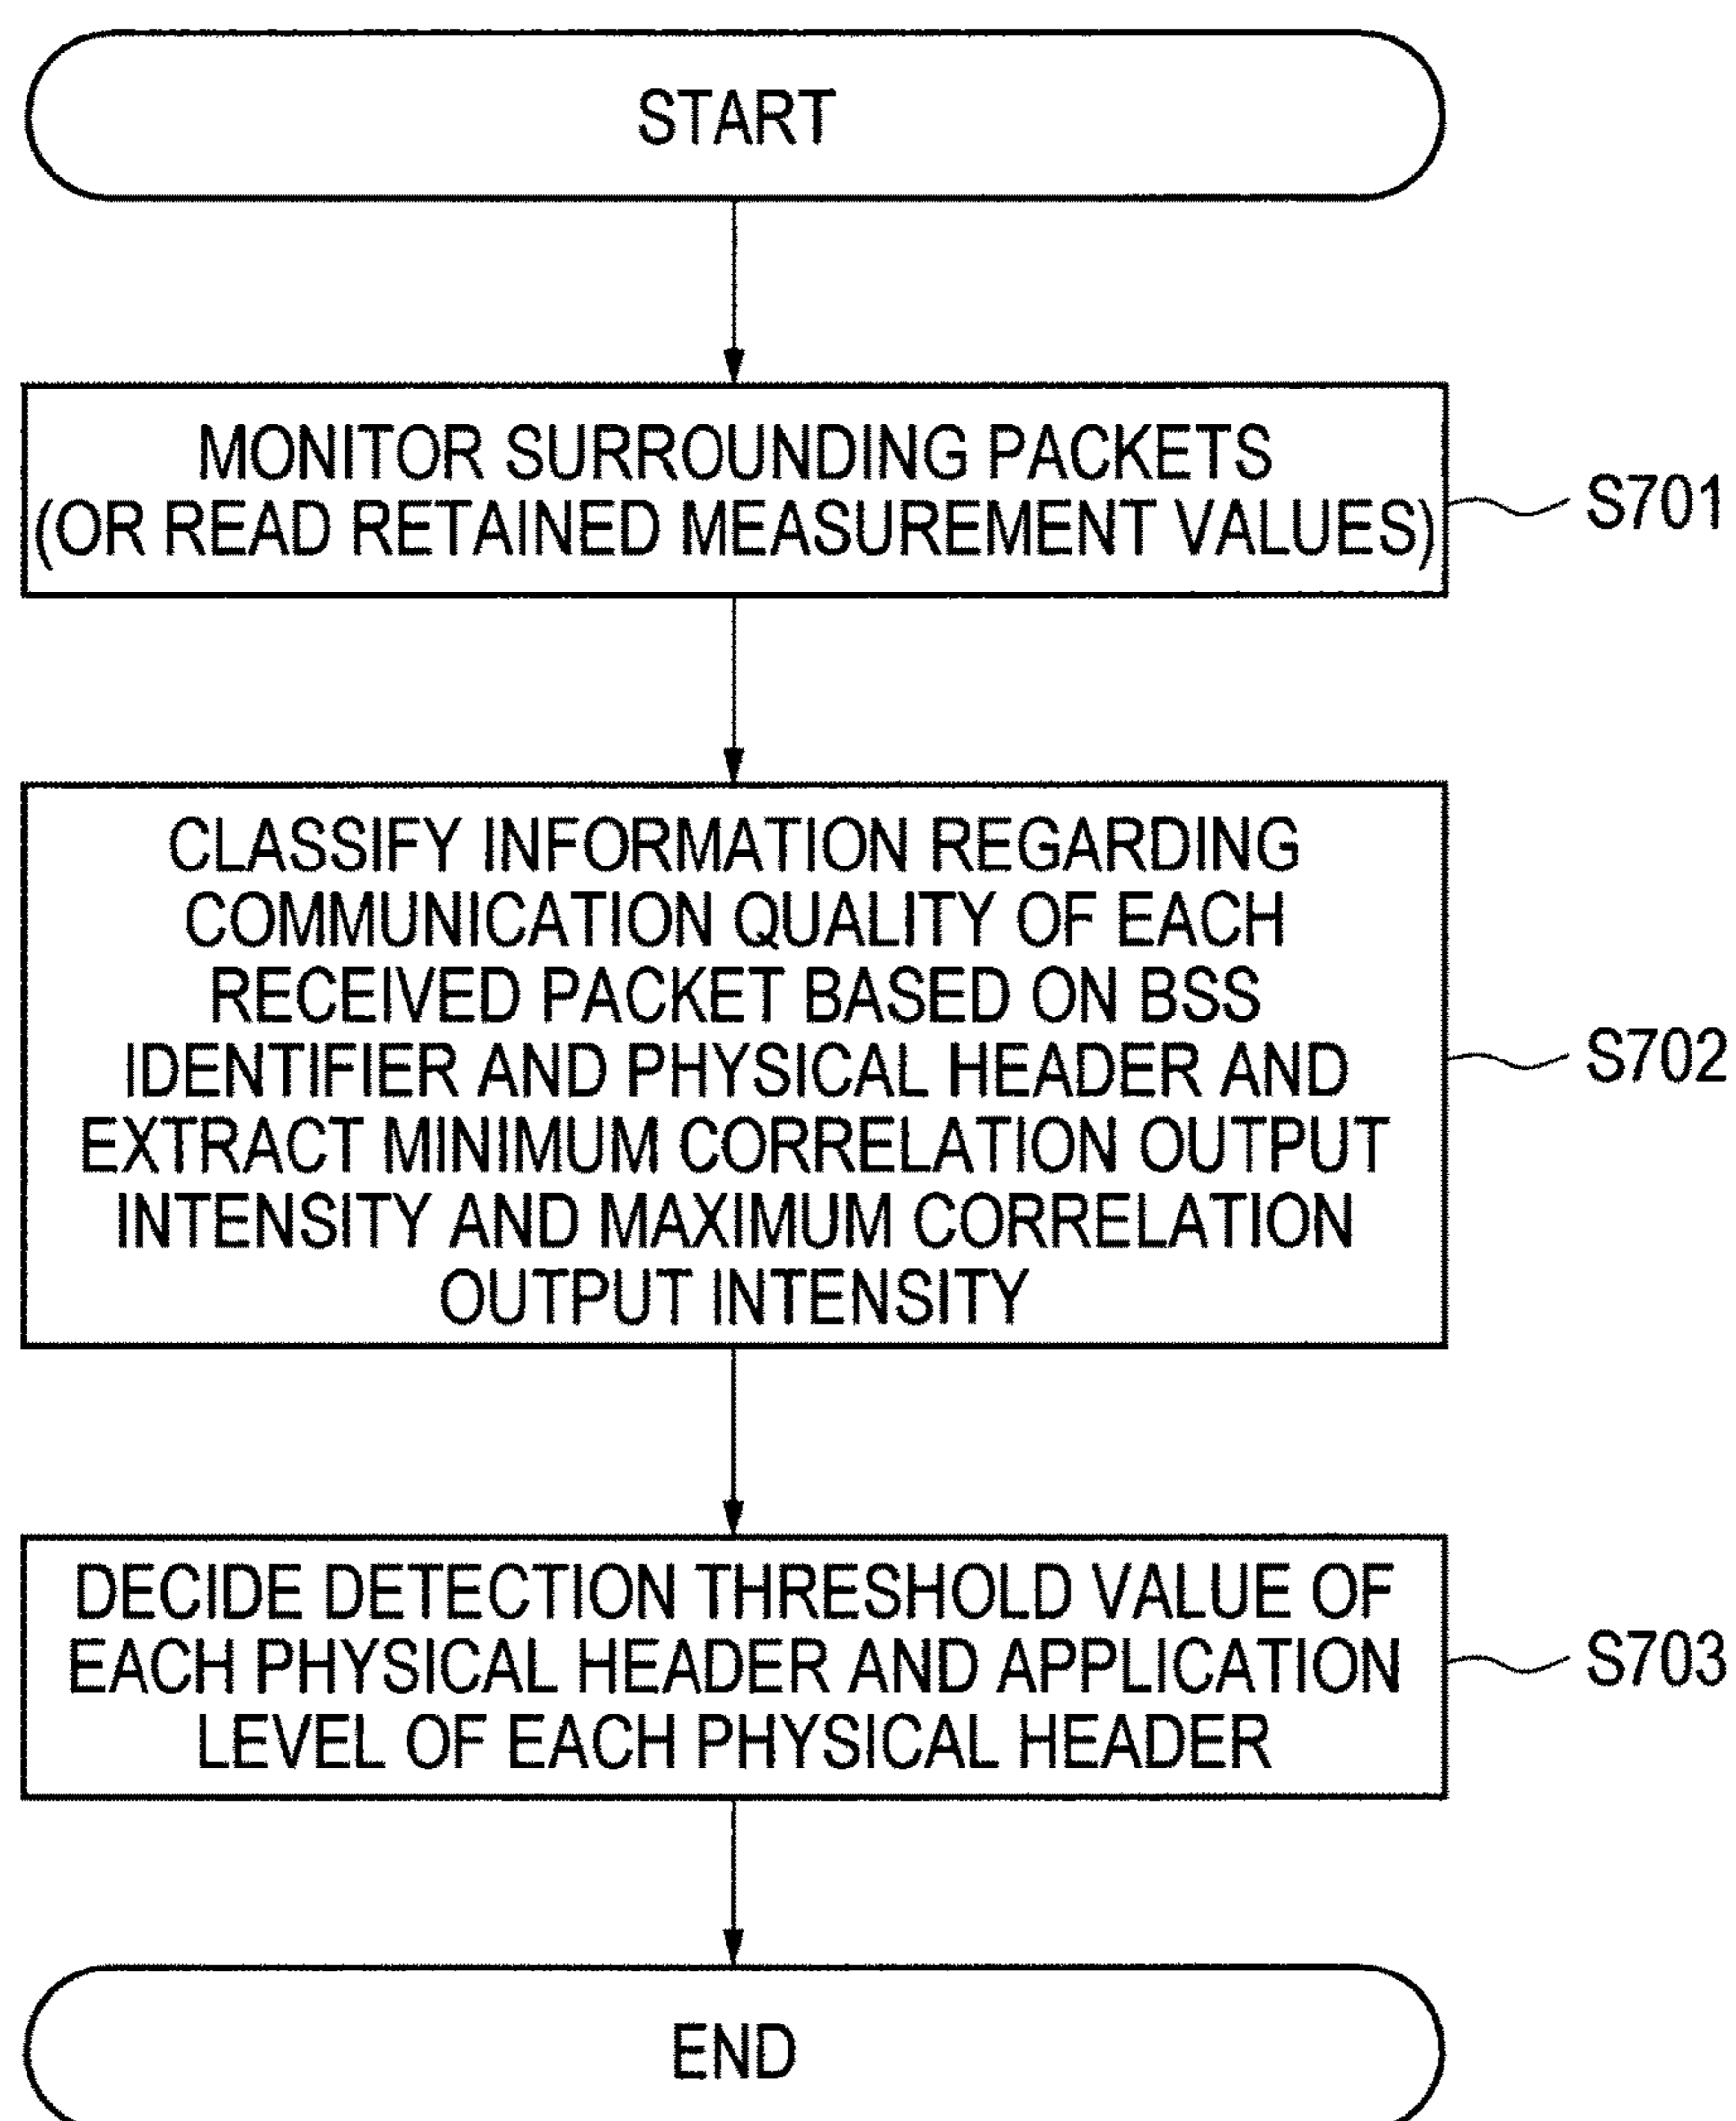 START
MONITOR SURROUNDING PACKETS
(OR READ RETAINED MEASUREMENT VALUES)
S701
CLASSIFY INFORMATION REGARDING
COMMUNICATION QUALITY OF EACH
RECEIVED PACKET BASED ON BSS
IDENTIFIER AND PHYSICAL HEADER AND
EXTRACT MINIMUM CORRELATION OUTPUT
INTENSITY AND MAXIMUM CORRELATION
OUTPUT INTENSITY
S702
DECIDE DETECTION THRESHOLD VALUE OF
EACH PHYSICAL HEADER AND APPLICATION
LEVEL OF EACH PHYSICAL HEADER
S703
END